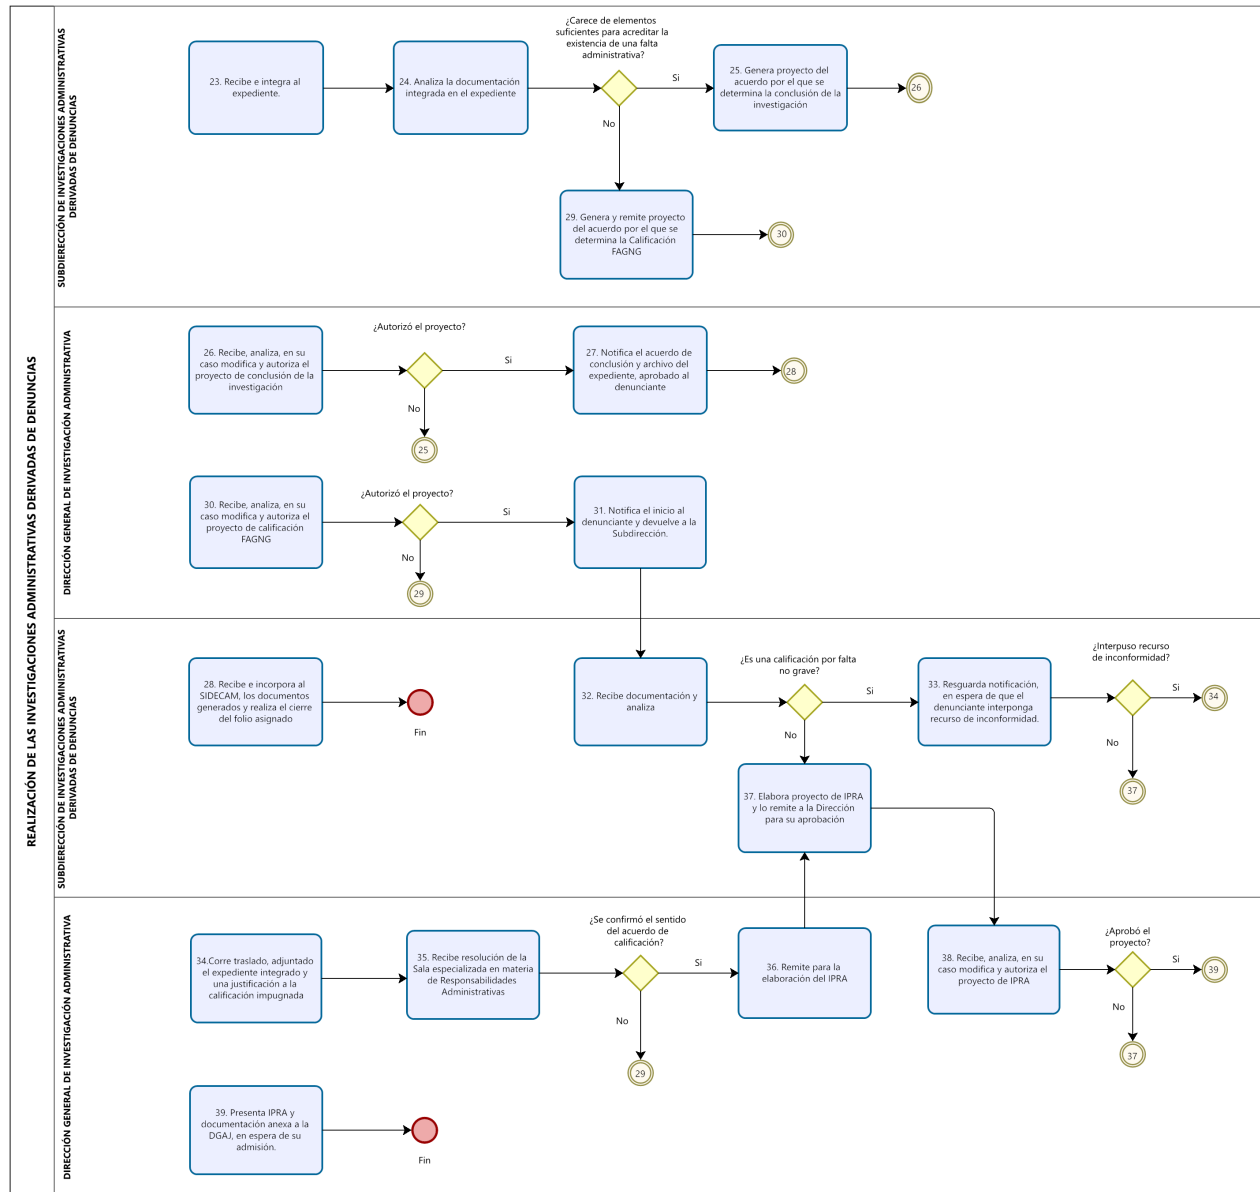 REALIZACIÓN DE LAS INVESTIGACIONES ADMINISTRATIVAS DERIVADAS DE DENUNCIAS
SUBDIERECCIÓN DE INVESTIGACIONES ADMINISTRATIVAS
DERIVADAS DE DENUNCIAS
23. Recibe e integra al
expediente.
24. Analiza la documentación
integrada en el expediente
¿Carece de elementos
suficientes para acreditar la
existencia de una falta
administrativa?
Si
No
25. Genera proyecto del
acuerdo por el que se
determina la conclusión de la
investigación
26
29. Genera y remite proyecto
del acuerdo por el que se
determina la Calificación
FAGNG
30
DIRECCIÓN GENERAL DE INVESTIGACIÓN ADMINISTRATIVA
26. Recibe, analiza, en su
caso modifica y autoriza el
proyecto de conclusión de la
investigación
¿Autorizó el proyecto?
Si
No
25
27. Notifica el acuerdo de
conclusión y archivo del
expediente, aprobado al
denunciante
28
30. Recibe, analiza, en su
caso modifica y autoriza el
proyecto de calificación
FAGNG
¿Autorizó el proyecto?
Si
No
29
31. Notifica el inicio al
denunciante y devuelve a la
Subdirección.
SUBDIERECCIÓN DE INVESTIGACIONES ADMINISTRATIVAS
DERIVADAS DE DENUNCIAS
28. Recibe e incorpora al
SIDECAM, los documentos
generados y realiza el cierre
del folio asignado
Fin
32. Recibe documentación y
analiza
¿Es una calificación por falta
no grave?
Si
No
33. Resguarda notificación,
en espera de que el
denunciante interponga
recurso de inconformidad.
¿Interpuso recurso
de inconformidad?
Si
34
No
37
37. Elabora proyecto de IPRA
y lo remite a la Dirección
para su aprobación
DIRECCIÓN GENERAL DE INVESTIGACIÓN ADMINISTRATIVA
34.Corre traslado, adjuntado
el expediente integrado y
una justificación a la
calificación impugnada
35. Recibe resolución de la
Sala especializada en materia
de Responsabilidades
Administrativas
¿Se confirmó el sentido
del acuerdo de
calificación?
Si
No
29
36. Remite para la
elaboración del IPRA
38. Recibe, analiza, en su
caso modifica y autoriza el
proyecto de IPRA
¿Aprobó el
proyecto?
Si
39
No
37
39. Presenta IPRA y
documentación anexa a la
DGAJ, en espera de su
admisión.
Fin